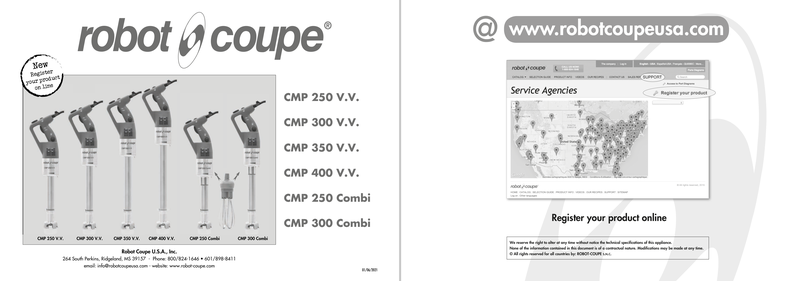 robot coupe®
New
Register
your product
on line
CMP 250 V.V.
CMP 300 V.V.
CMP 350 V.V.
CMP 400 V.V.
CMP 250 Combi
CMP 300 Combi
CMP 250 V.V. CMP 300 V.V. CMP 350 V.V. CMP 400 V.V. CMP 250 Combi CMP 300 Combi
Robot Coupe U.S.A., Inc.
264 South Perkins, Ridgeland, MS 39157 - Phone: 800/824-1646 • 601/898-8411
email: info@robotcoupeusa.com - website: www.robot-coupe.com
@ www.robotcoupeusa.com
robot coupe
SUPPORT
Register your product
Service Agencies
robot coupe
Register your product online
We reserve the right to alter at any time without notice the technical specifications of this appliance.
None of the information contained in this document is of a contractual nature. Modifications may be made at any time.
© All rights reserved for all countries by: ROBOT-COUPE s.n.c.